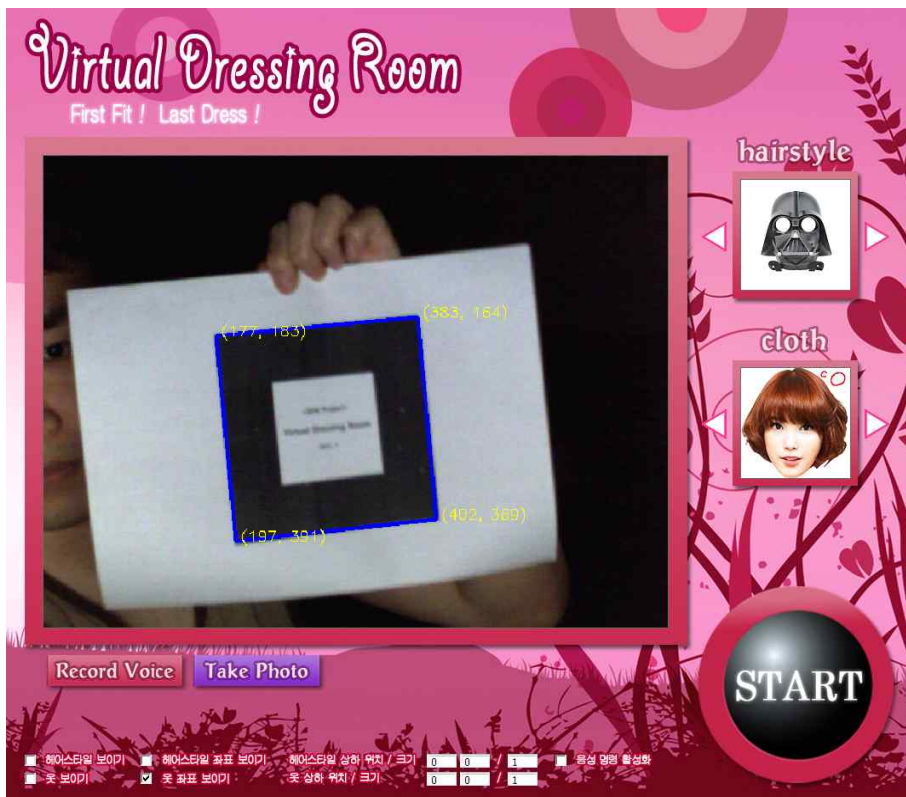 Virtual Dressing Room
First Fit ! Last Dress !
hairstyle
(383, 164)
(177, 183)
cloth
C
Virtual Dressing Room
(402, 369)
(197, 391)
Record Voice
Take Photo
START
헤어스타일 보이기
헤어스타일 좌표 보이기
헤어스타일 상하 위치 / 크기
0 0 / 1
음성 명령 활성화
옷 보이기
옷 좌표 보이기
옷 상하 위치 / 크기
0 0 / 1